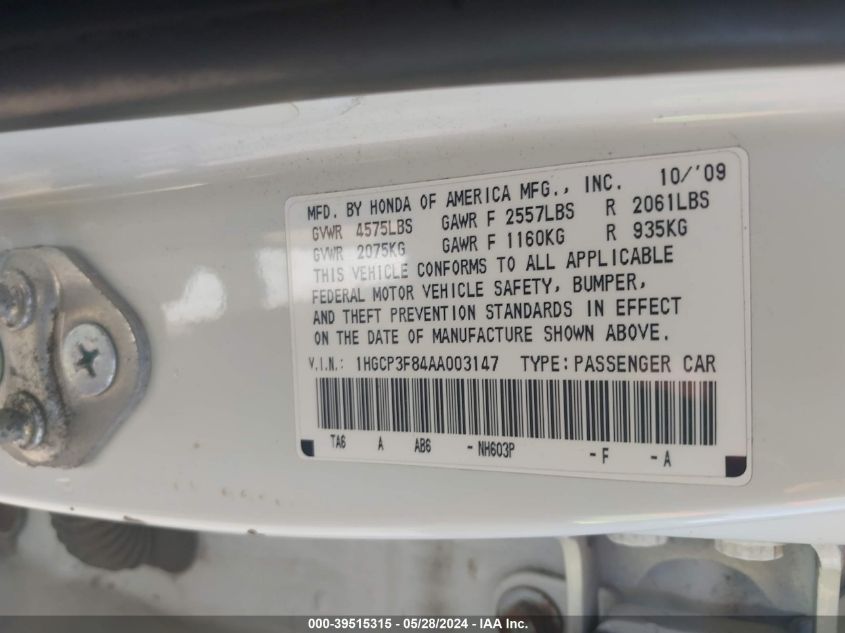 MFD. BY HONDA OF AMERICA MFG., INC. 10/'09
GVWR 4575LBS GAWR F 2557LBS R 2061LBS
GVWR 2075KG GAWR F 1160KG R 935KG
THIS VEHICLE CONFORMS TO ALL APPLICABLE
FEDERAL MOTOR VEHICLE SAFETY, BUMPER,
AND THEFT PREVENTION STANDARDS IN EFFECT
ON THE DATE OF MANUFACTURE SHOWN ABOVE.
V.I.N.: 1HGCP3F84AA003147 TYPE: PASSENGER CAR
TA6 A AB6 - NH603P - F - A
000-39515315 - 05/28/2024 - IAA Inc.